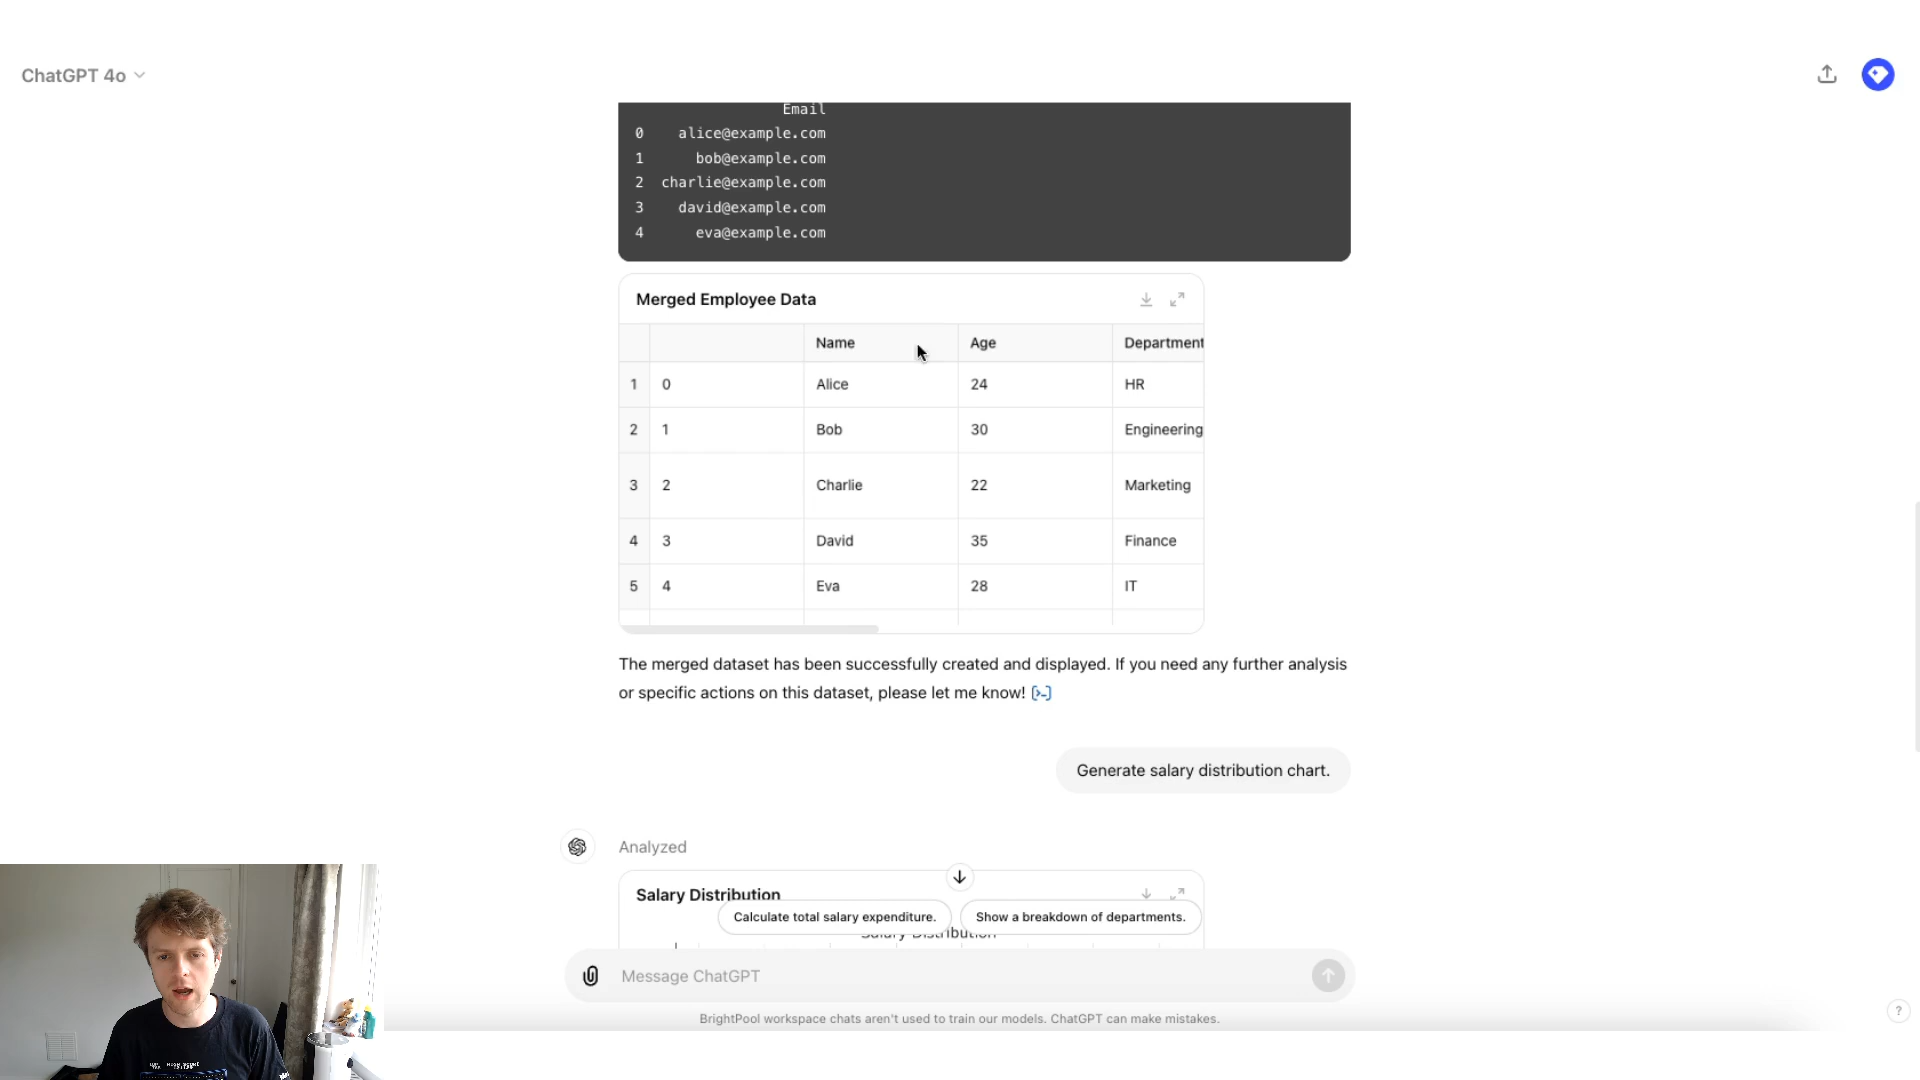 ChatGPT 4o
Email
0 alice@example.com
1 bob@example.com
2 charlie@example.com
3 david@example.com
4 eva@example.com
Merged Employee Data
Name Age Department
1 0 Alice 24 HR
2 1 Bob 30 Engineering
3 2 Charlie 22 Marketing
4 3 David 35 Finance
5 4 Eva 28 IT
The merged dataset has been successfully created and displayed. If you need any further analysis
or specific actions on this dataset, please let me know! [>-]
Generate salary distribution chart.
Analyzed
Salary Distribution
Calculate total salary expenditure. Show a breakdown of departments.
Salary Distribution
Message ChatGPT
BrightPool workspace chats aren't used to train our models. ChatGPT can make mistakes.
?